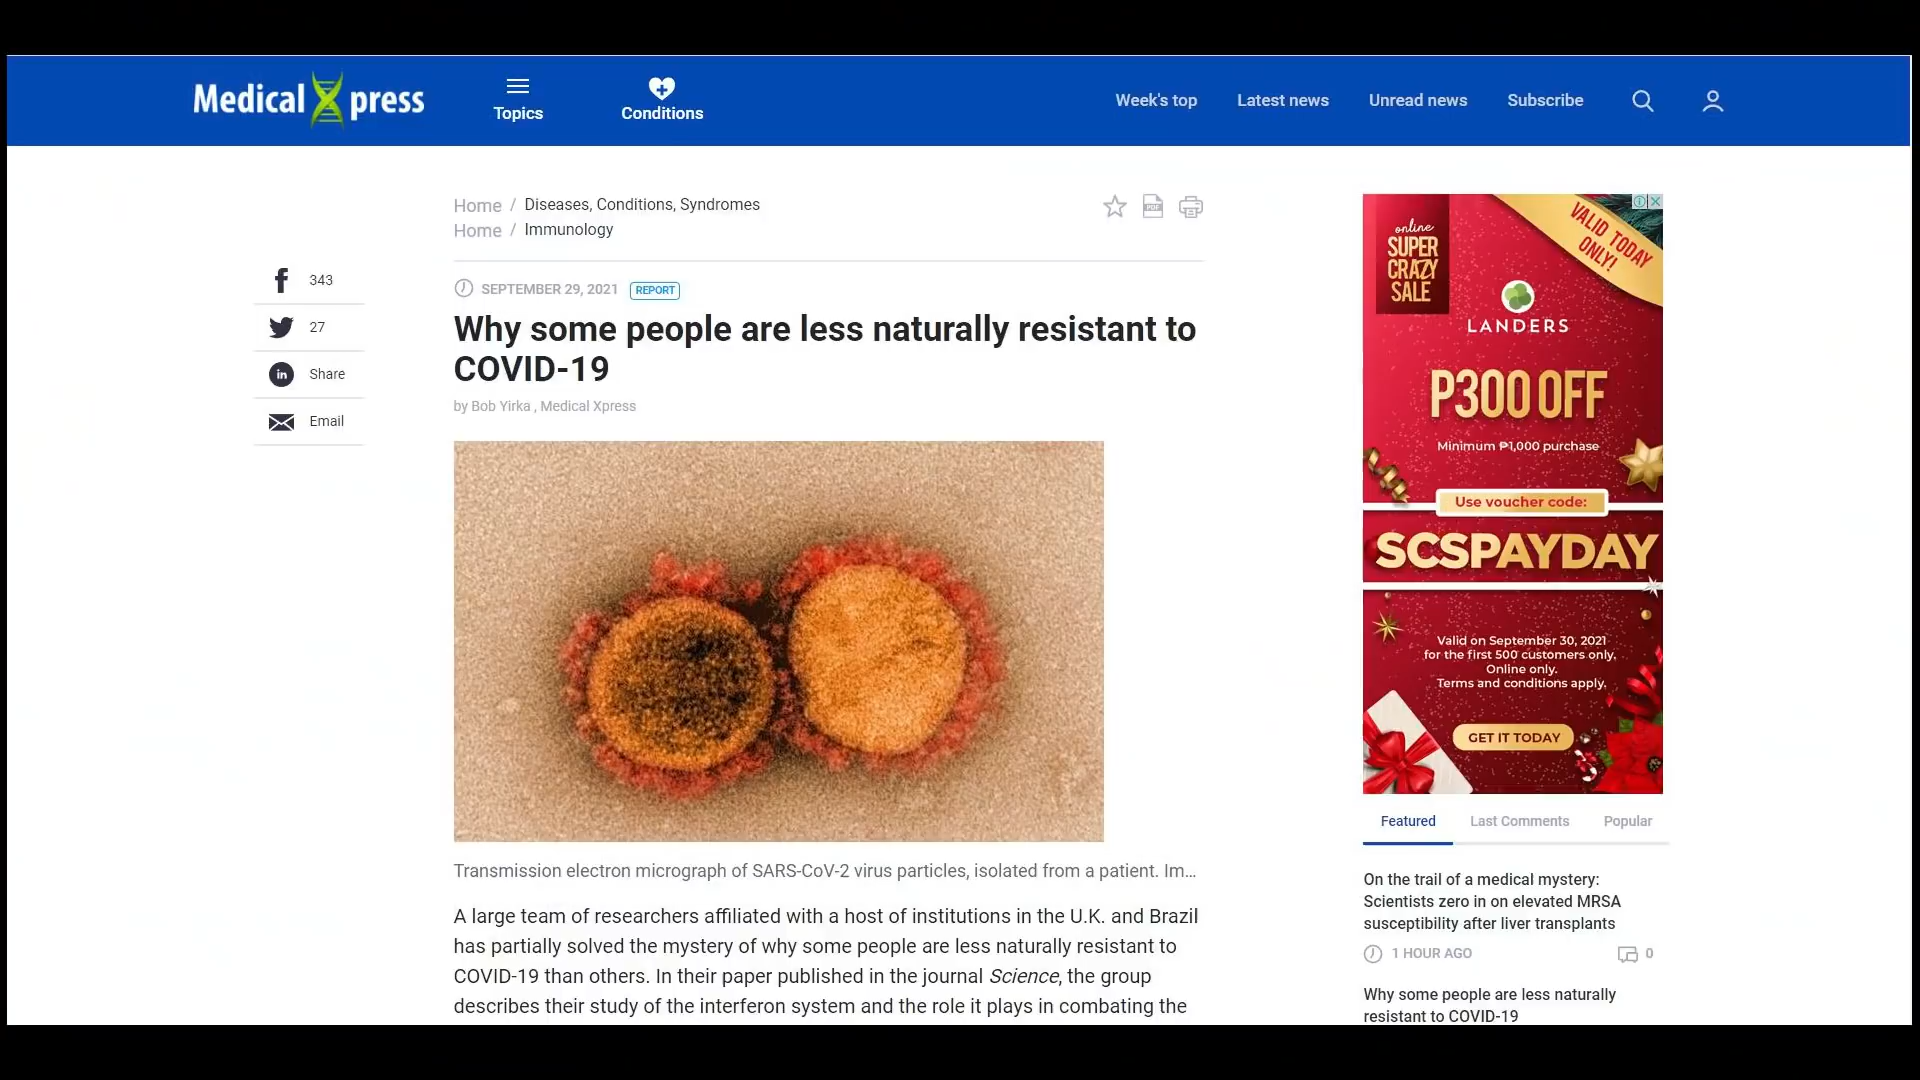 Medical Xpress
Topics
Conditions
Week's top
Latest news
Unread news
Subscribe
Home / Diseases, Conditions, Syndromes
Home / Immunology
343
27
Share
Email
SEPTEMBER 29, 2021 REPORT
Why some people are less naturally resistant to
COVID-19
by Bob Yirka , Medical Xpress
Transmission electron micrograph of SARS-CoV-2 virus particles, isolated from a patient. Im...
A large team of researchers affiliated with a host of institutions in the U.K. and Brazil
has partially solved the mystery of why some people are less naturally resistant to
COVID-19 than others. In their paper published in the journal Science, the group
describes their study of the interferon system and the role it plays in combating the
online
SUPER
CRAZY
SALE
VALID TODAY
ONLY!
LANDERS
P300 OFF
Minimum ₱1,000 purchase
Use voucher code:
SCSPAYDAY
Valid on September 30, 2021
for the first 500 customers only.
Online only.
Terms and conditions apply.
GET IT TODAY
Featured
Last Comments
Popular
On the trail of a medical mystery:
Scientists zero in on elevated MRSA
susceptibility after liver transplants
1 HOUR AGO
0
Why some people are less naturally
resistant to COVID-19